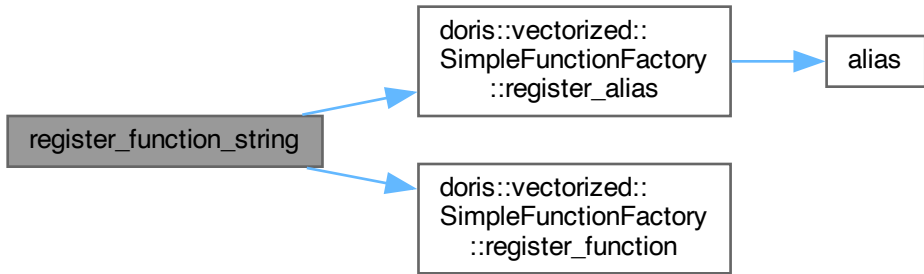 register_function_string
doris::vectorized::
SimpleFunctionFactory
::register_alias
alias
doris::vectorized::
SimpleFunctionFactory
::register_function